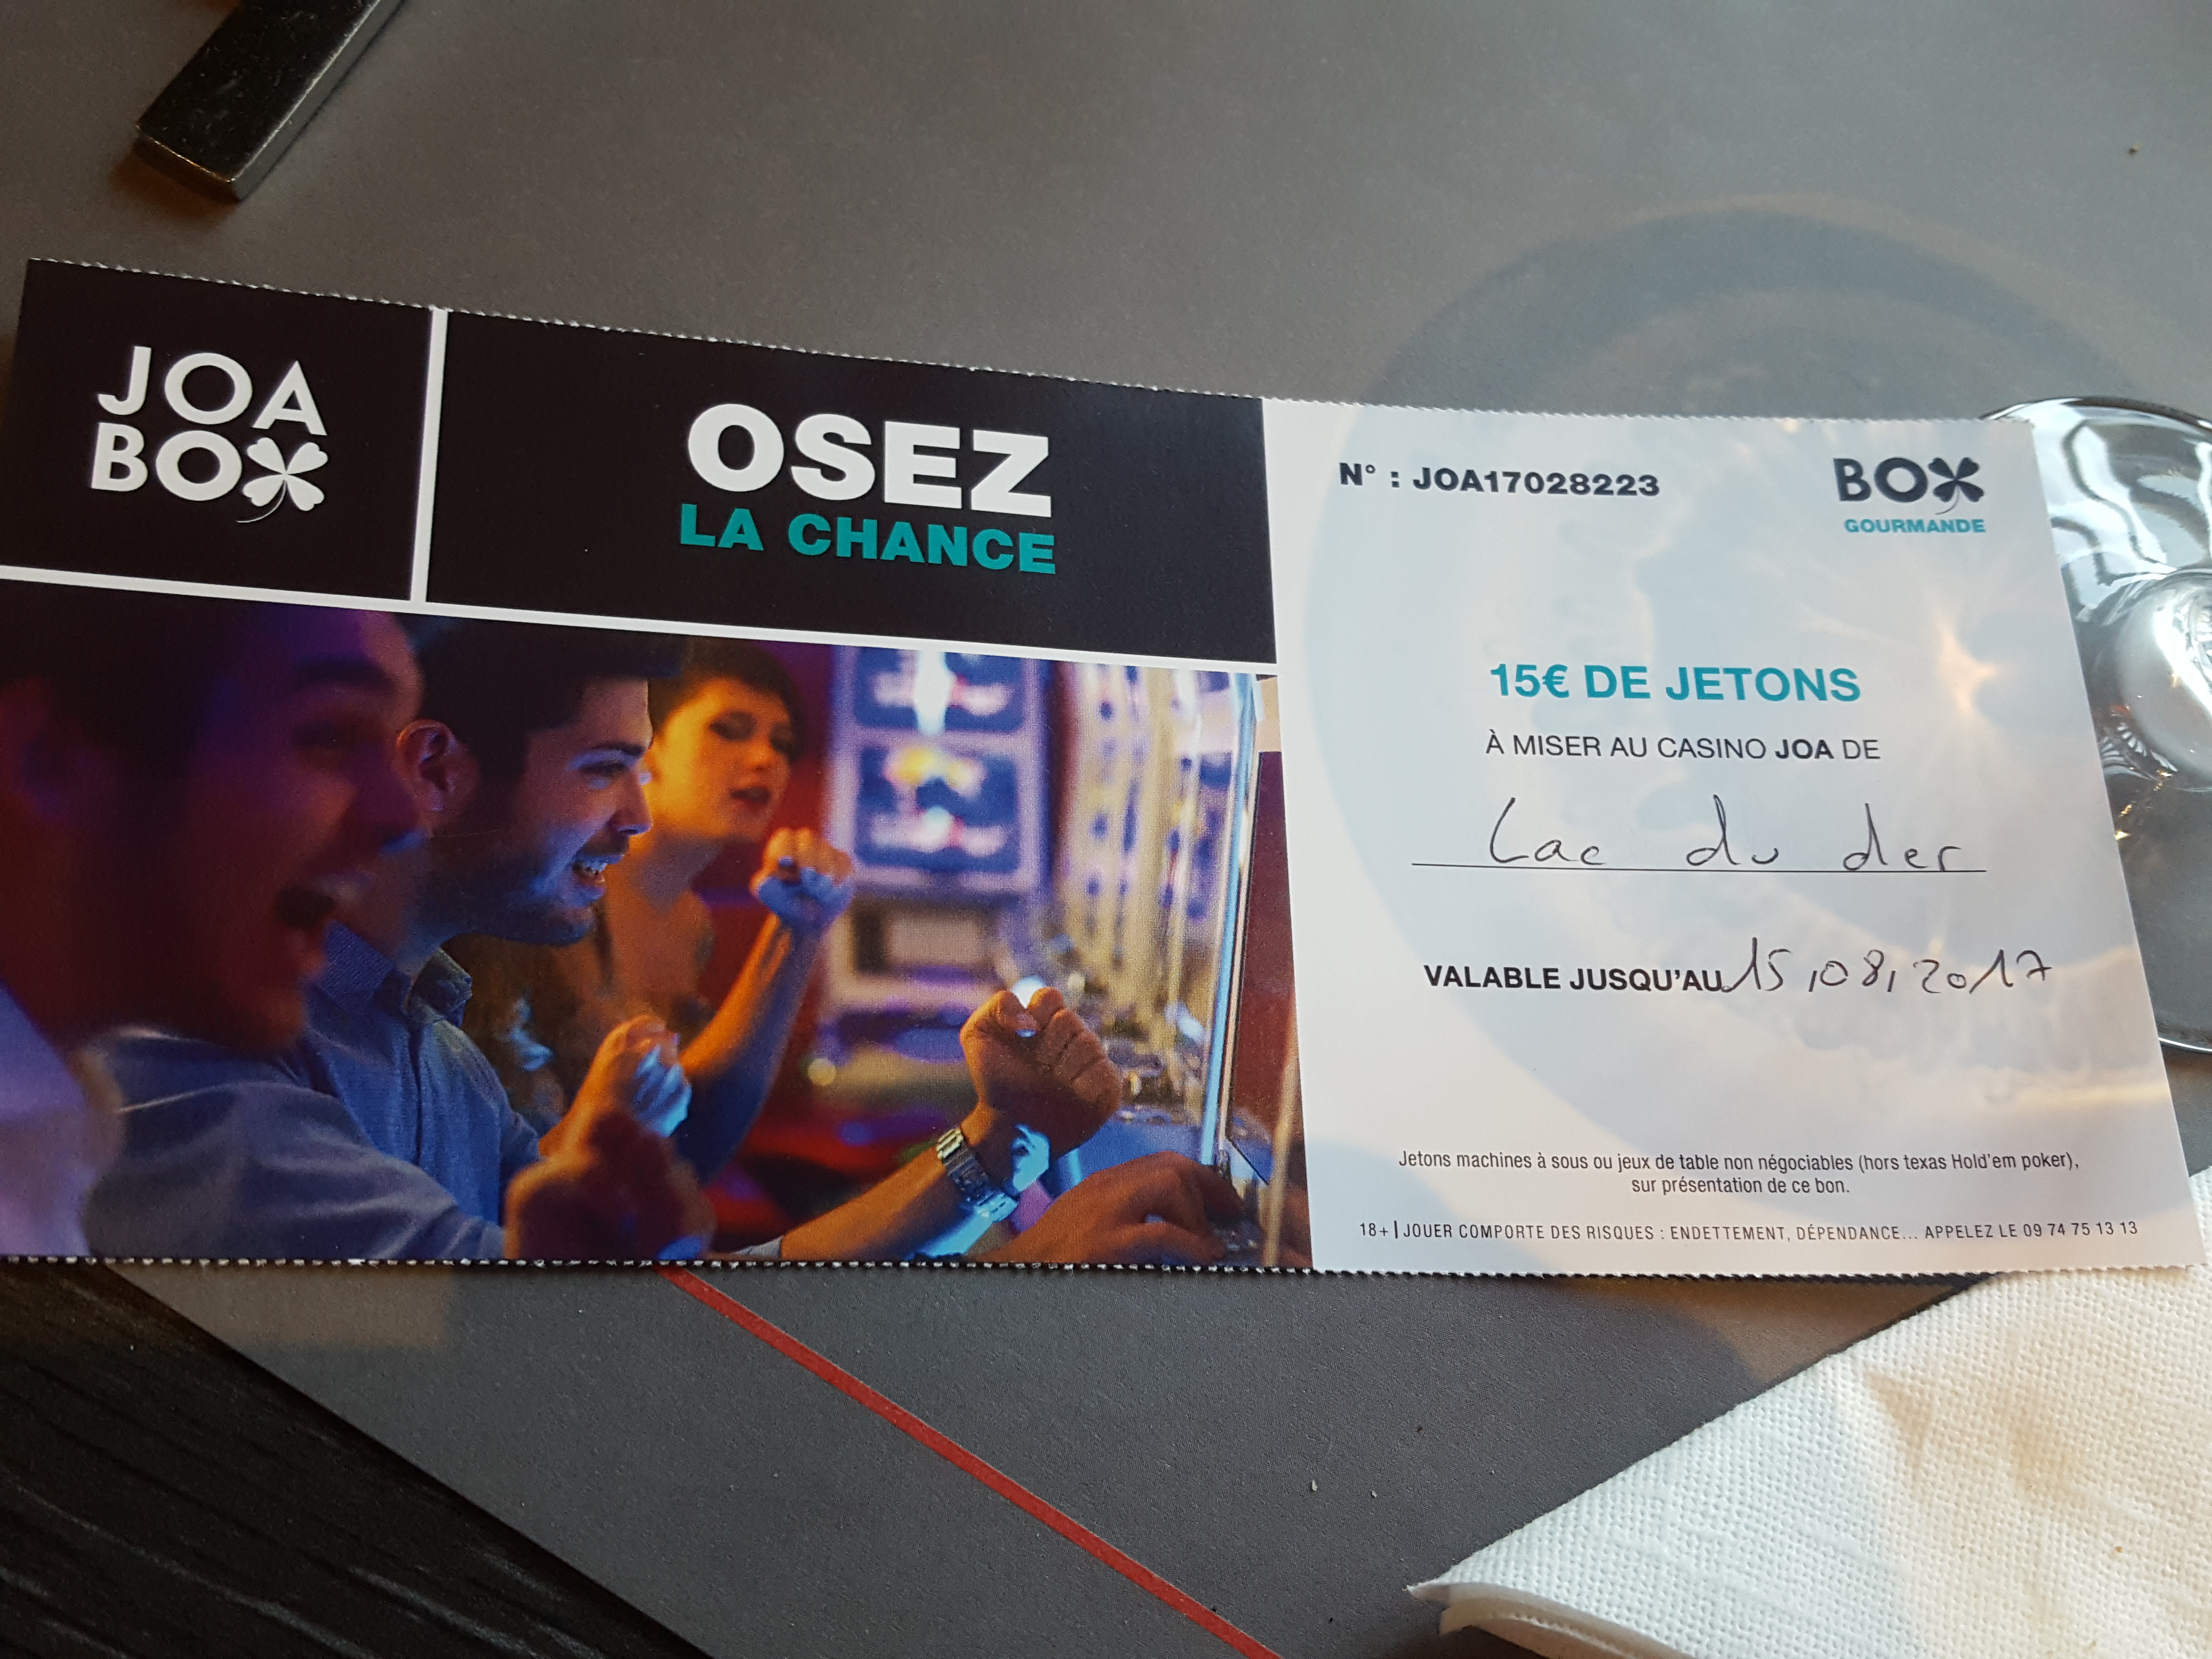 JOA
BOX
OSEZ
LA CHANCE
N° : JOA17028223
BOX
GOURMANDE
15€ DE JETONS
À MISER AU CASINO JOA DE
Lac du der
VALABLE JUSQU'AU 15,08,2017
Jetons machines à sous ou jeux de table non négociables (hors texas Hold'em poker),
sur présentation de ce bon.
18+ | JOUER COMPORTE DES RISQUES : ENDETTEMENT, DÉPENDANCE... APPELEZ LE 09 74 75 13 13